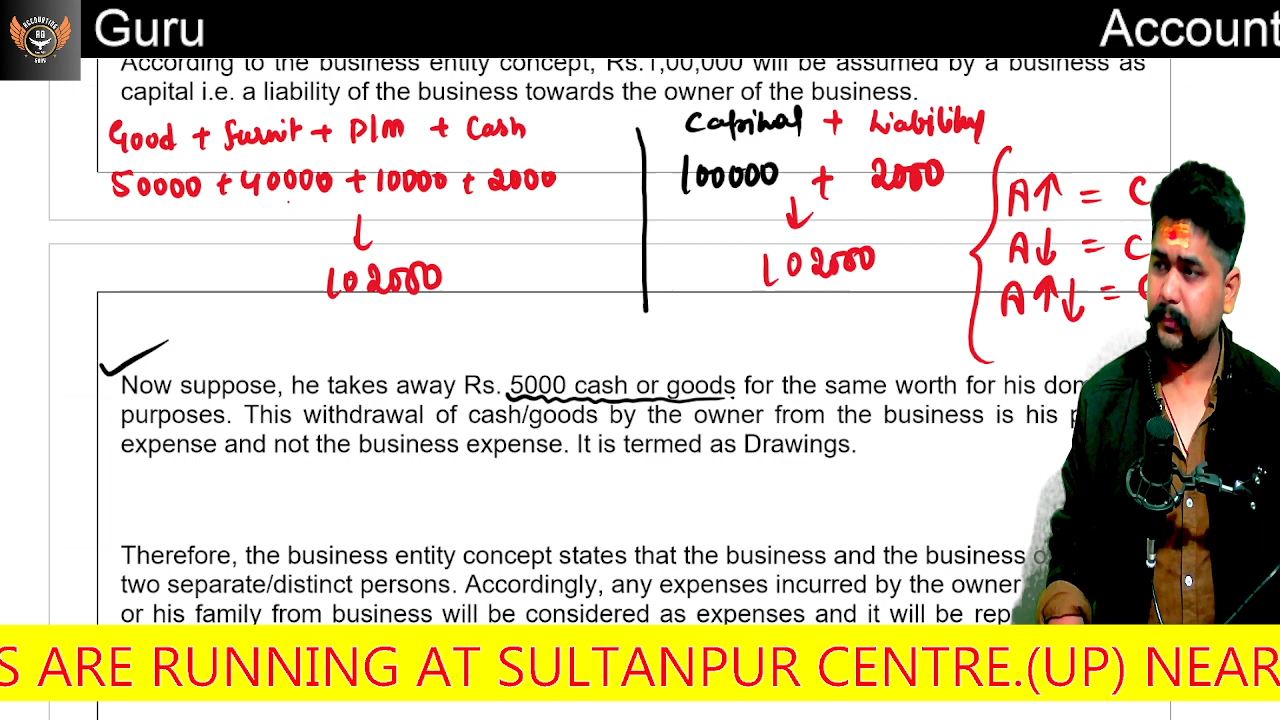 Guru
Account
According to the business entity concept, Rs.1,00,000 will be assumed by a business as
capital i.e. a liability of the business towards the owner of the business.
Good + Furnit + P/M + Cash
50000 + 40000 + 10000 + 2000
102000
Capital + Liability
100000 + 2000
102000
A↑ = C
A↓ = C
A↑↓ =
Now suppose, he takes away Rs. 5000 cash or goods for the same worth for his
purposes. This withdrawal of cash/goods by the owner from the business is his
expense and not the business expense. It is termed as Drawings.
Therefore, the business entity concept states that the business and the business
two separate/distinct persons. Accordingly, any expenses incurred by the owner
or his family from business will be considered as expenses and it will be rep
S ARE RUNNING AT SULTANPUR CENTRE.(UP) NEAR